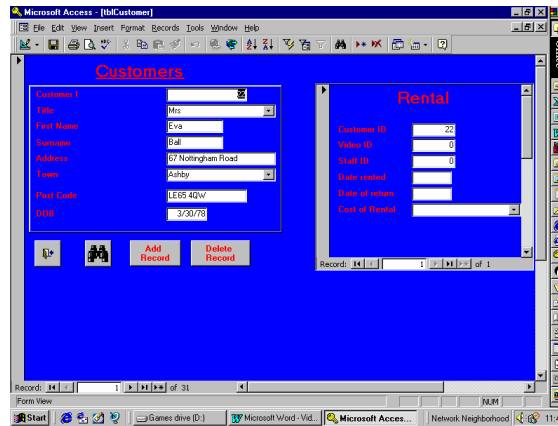 Microsoft Access - [tblCustomer]
File Edit View Insert Format Records Tools Window Help
Customers
Customer I 22
Title Mrs
First Name Eva
Surname Ball
Address 67 Nottingham Road
Town Ashby
Post Code LE65 4QW
DOB 3/30/78
Add Record
Delete Record
Rental
Customer ID 22
Video ID 0
Staff ID 0
Date rented
Date of return
Cost of Rental
Record: 1 of 1
Record: 1 of 31
Form View NUM
Start Games drive (D:) Microsoft Word - Vid... Microsoft Acces... Network Neighborhood 11:4